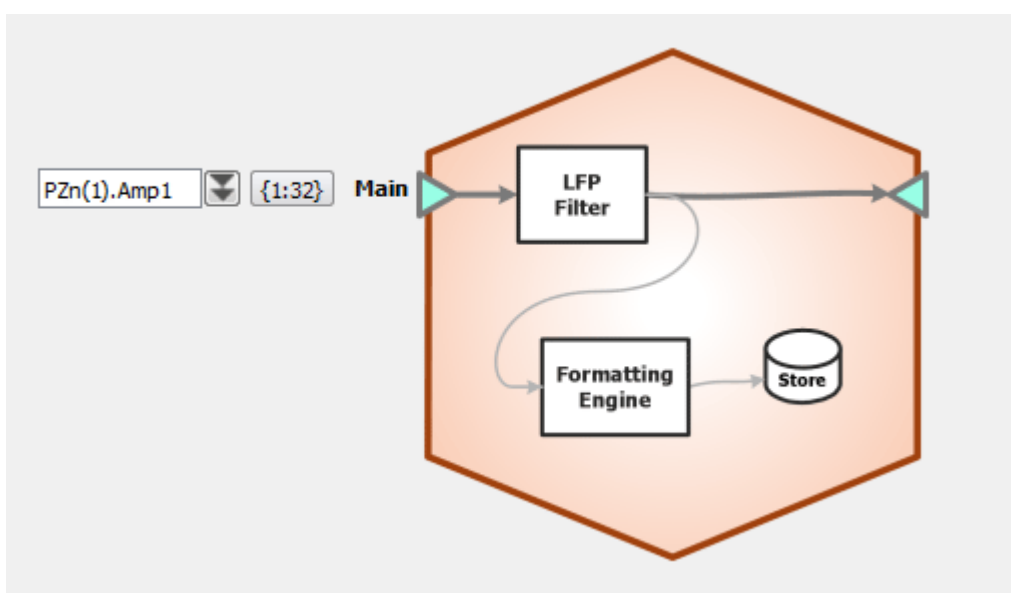 PZn(1).Amp1 {1:32} Main
LFP
Filter
Formatting
Engine
Store